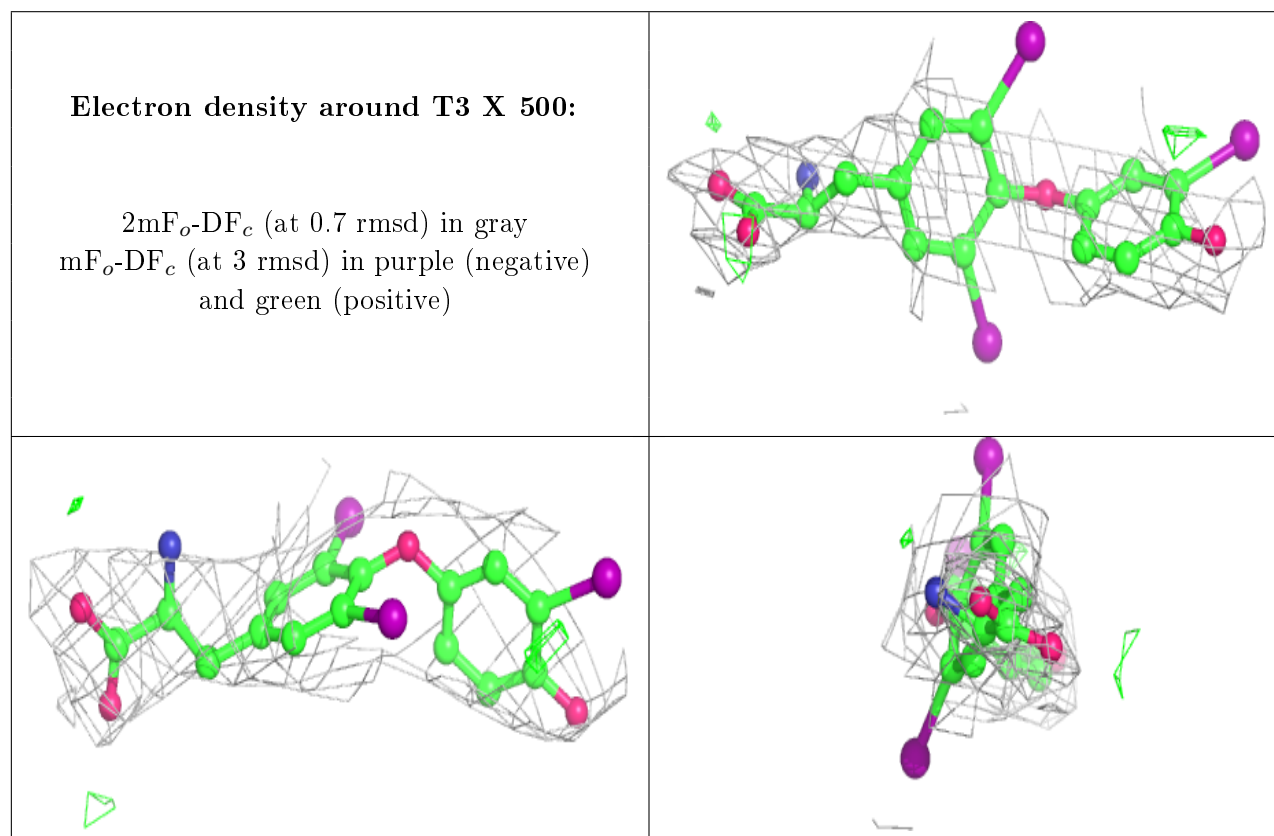 Electron density around T3 X 500:
2mFₒ-DF𝒸 (at 0.7 rmsd) in gray
mFₒ-DF𝒸 (at 3 rmsd) in purple (negative)
and green (positive)